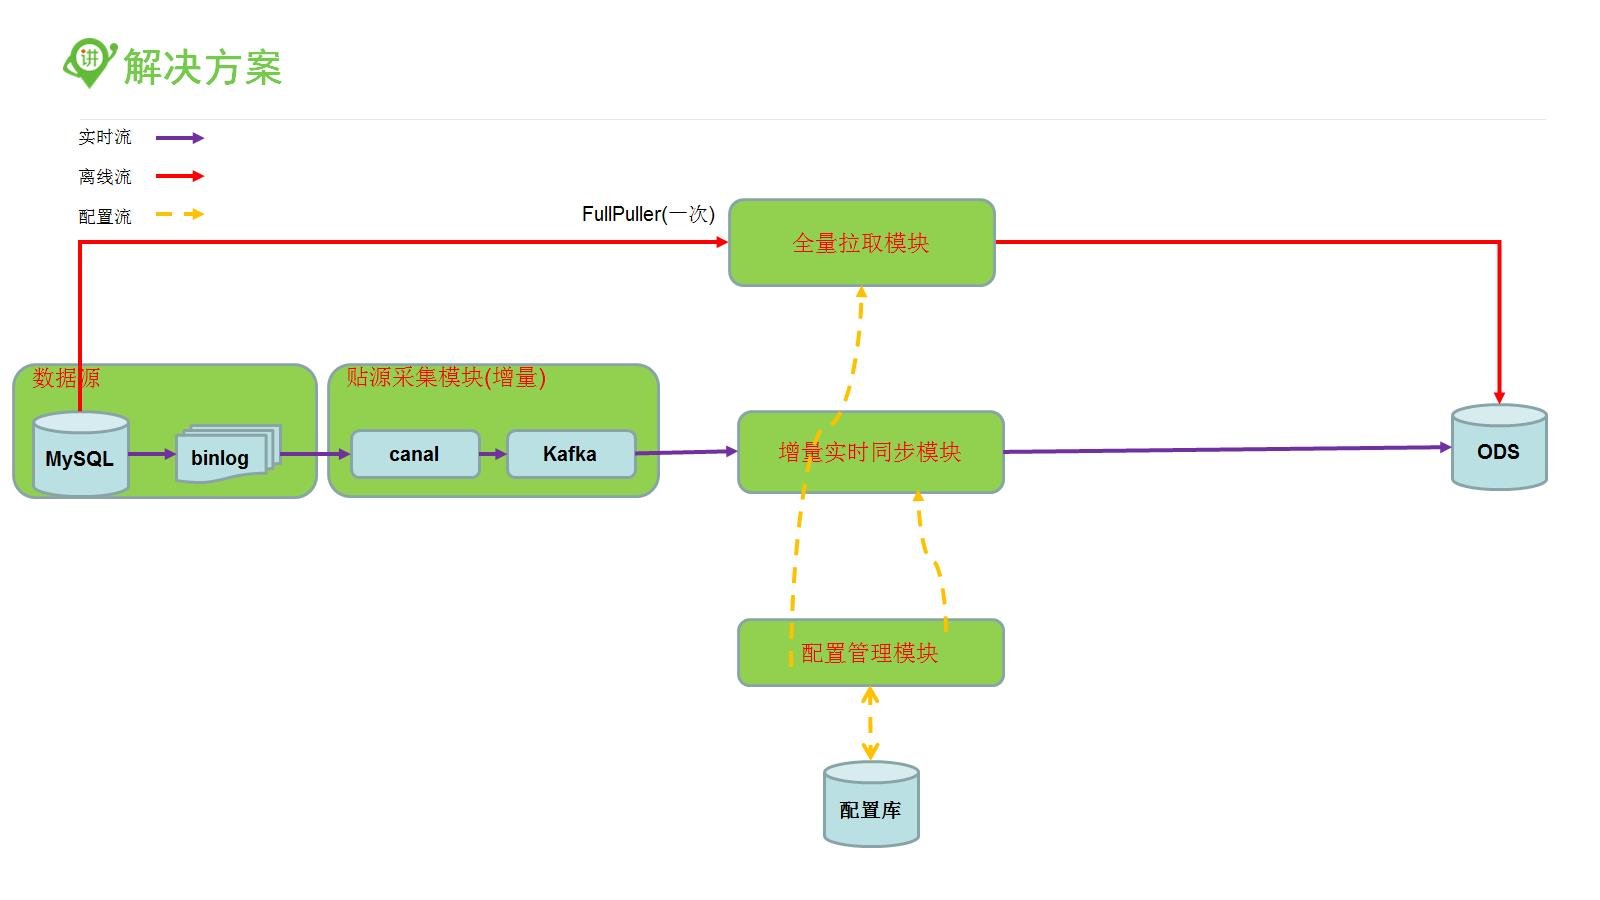 讲
解决方案
实时流
离线流
配置流
FullPuller(一次)
全量拉取模块
数据源
贴源采集模块(增量)
MySQL
binlog
canal
Kafka
增量实时同步模块
ODS
配置管理模块
配置库